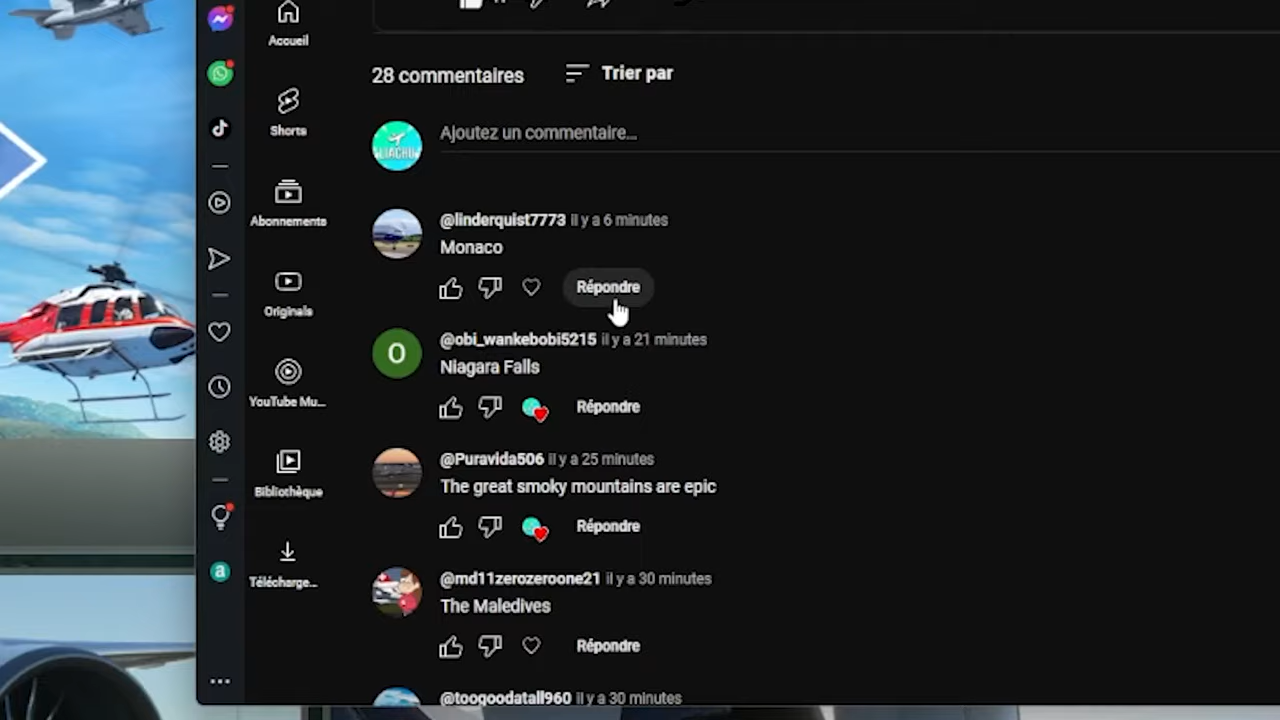 Accueil
28 commentaires
Trier par
Shorts
Ajoutez un commentaire...
LIACHU
Abonnements
@linderquist7773 il y a 6 minutes
Monaco
Répondre
Originals
@obi_wankebobi5215 il y a 21 minutes
O
Niagara Falls
YouTube Mu...
Répondre
@Puravida506 il y a 25 minutes
The great smoky mountains are epic
Bibliothèque
Répondre
a
Télécharge...
@md11zerozeroone21 il y a 30 minutes
The Maledives
Répondre
@toogoodatall960 il y a 30 minutes